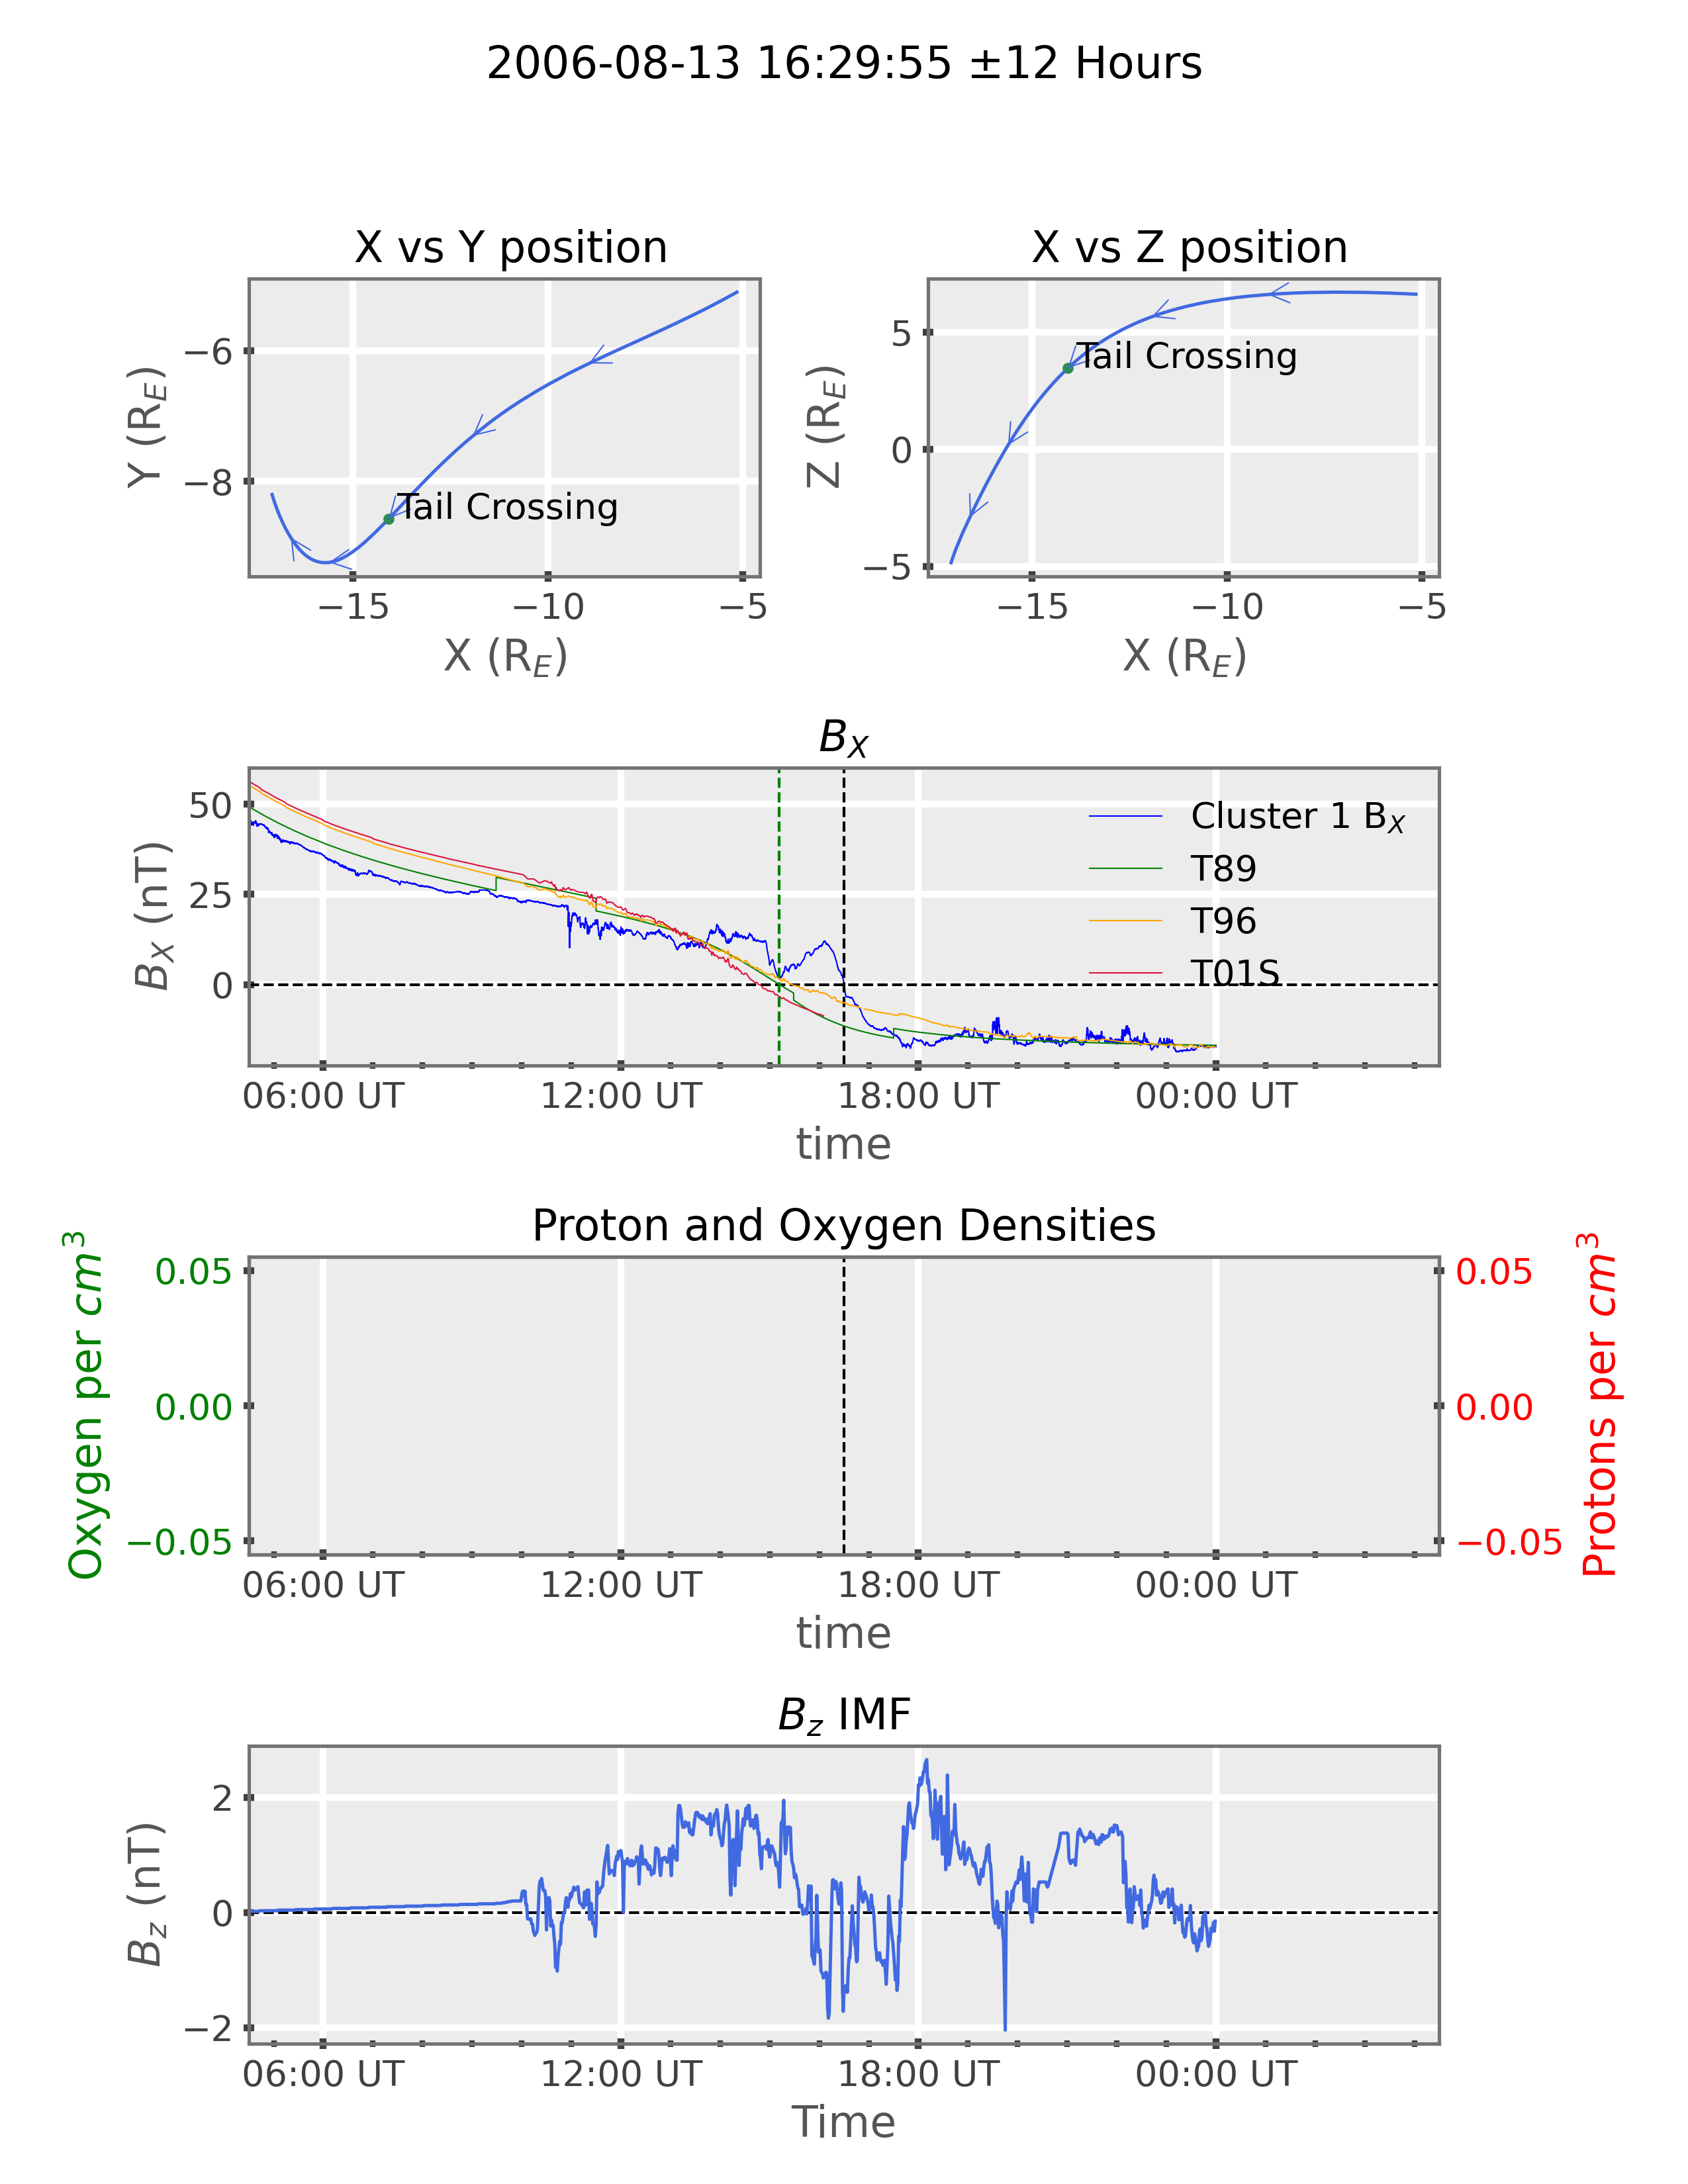 2006-08-13 16:29:55 ±12 Hours
X vs Y position
X vs Z position
Y (R_E)
−6
−8
Tail Crossing
−15 −10 −5
X (R_E)
Z (R_E)
5
0
−5
Tail Crossing
−15 −10 −5
X (R_E)
B_X
B_X (nT)
50
25
0
Cluster 1 B_X
T89
T96
T01S
06:00 UT 12:00 UT 18:00 UT 00:00 UT
time
Proton and Oxygen Densities
Oxygen per cm³
0.05
0.00
−0.05
0.05
0.00
−0.05
Protons per cm³
06:00 UT 12:00 UT 18:00 UT 00:00 UT
time
B_z IMF
B_z (nT)
2
0
−2
06:00 UT 12:00 UT 18:00 UT 00:00 UT
Time